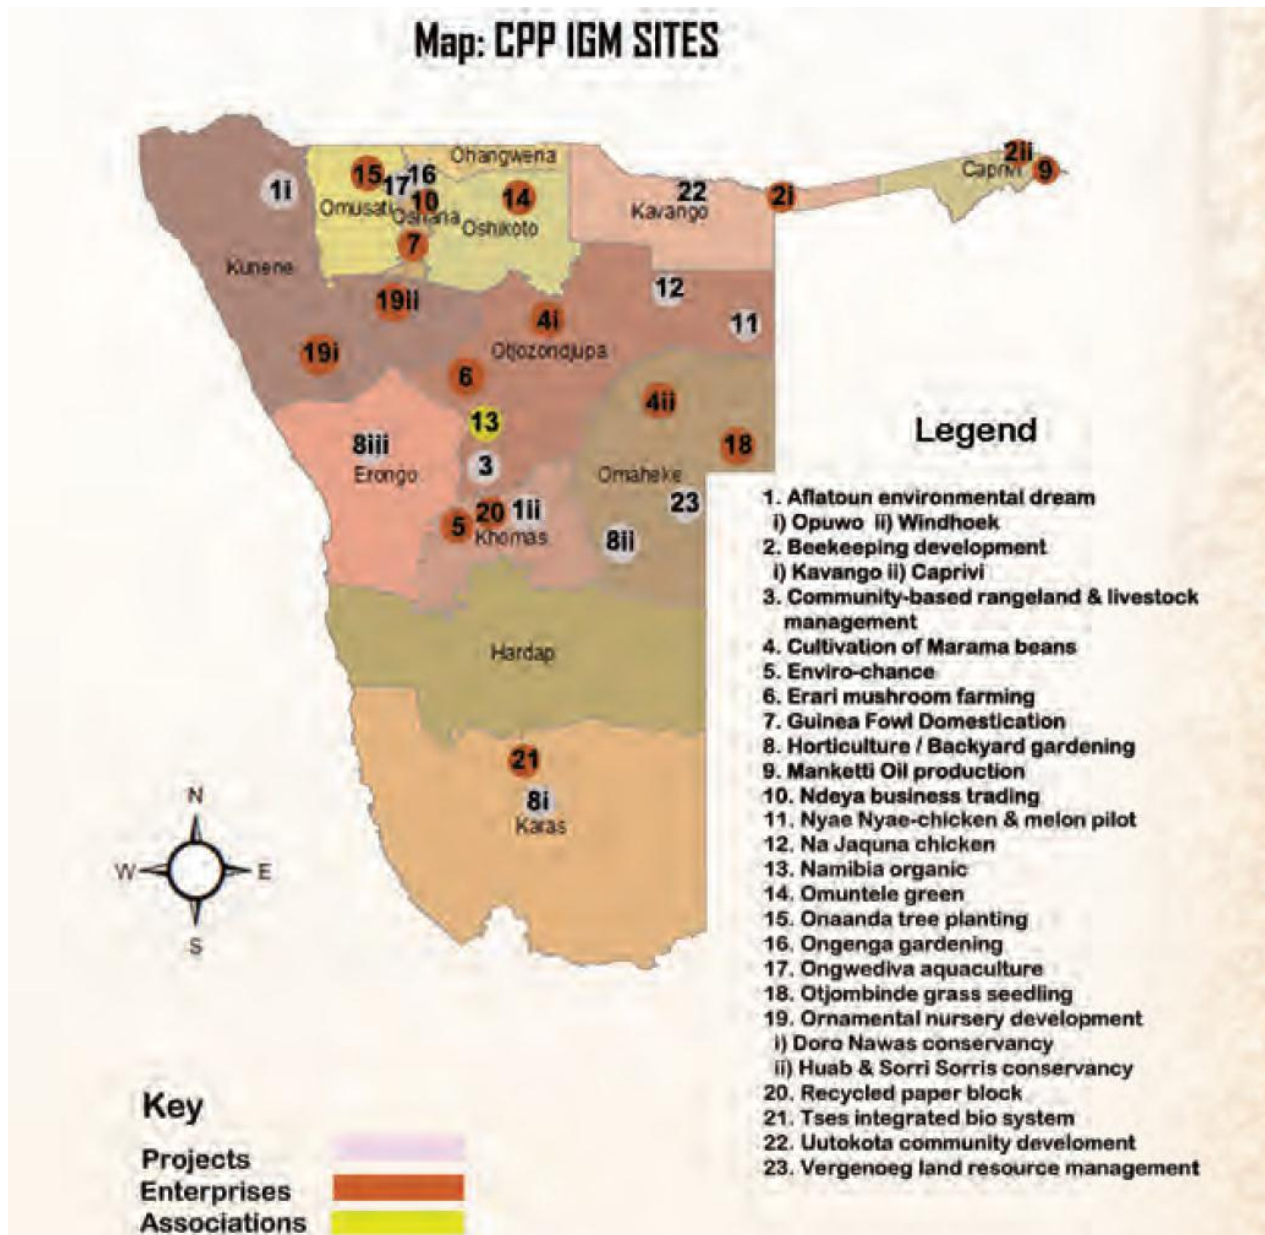 Map: CPP IGM SITES
Ohangwena
2ii
Caprivi
9
15
16
17
1i
22
2i
10
14
Omusati
Oshana
Kavango
Oshikoto
7
Kunene
12
19ii
4i
11
19i
Otjozondjupa
6
4ii
13
8iii
18
3
Erongo
Omaheke
23
20
1ii
5
Khomas
8ii
Hardap
21
8i
Karas
N
W
E
S
Legend
1. Aflatoun environmental dream
i) Opuwo ii) Windhoek
2. Beekeeping development
i) Kavango ii) Caprivi
3. Community-based rangeland & livestock
management
4. Cultivation of Marama beans
5. Enviro-chance
6. Erari mushroom farming
7. Guinea Fowl Domestication
8. Horticulture / Backyard gardening
9. Manketti Oil production
10. Ndeya business trading
11. Nyae Nyae-chicken & melon pilot
12. Na Jaquna chicken
13. Namibia organic
14. Omuntele green
15. Onaanda tree planting
16. Ongenga gardening
17. Ongwediva aquaculture
18. Otjombinde grass seedling
19. Ornamental nursery development
i) Doro Nawas conservancy
ii) Huab & Sorri Sorris conservancy
20. Recycled paper block
21. Tses integrated bio system
22. Uutokota community develoment
23. Vergenoeg land resource management
Key
Projects
Enterprises
Associations